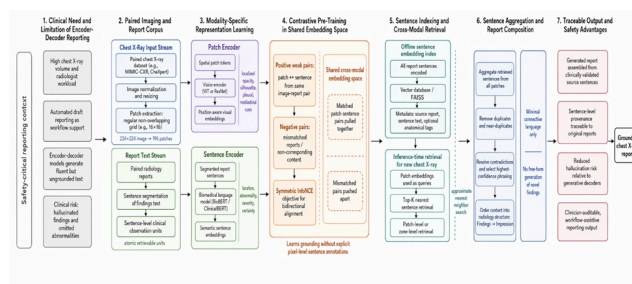 1. Clinical Need and
Limitation of Encoder-
Decoder Reporting
2. Paired Imaging and
Report Corpus
3. Modality-Specific
Representation Learning
4. Contrastive Pre-Training
in Shared Embedding Space
5. Sentence Indexing and
Cross-Modal Retrieval
6. Sentence Aggregation and
Report Composition
7. Traceable Output and
Safety Advantages
Safety-critical reporting context
High chest X-ray
volume and
radiologist
workload
Automated draft
reporting as
workflow support
Encoder-decoder
models generate
fluent but
ungrounded text
Clinical risk:
hallucinated
findings and
omitted
abnormalities
Chest X-Ray Input Stream
Paired chest X-ray
dataset (e.g.,
MIMIC-CXR, CheXpert)
Image normalization and
resizing
Patch extraction:
regular non-overlapping
grid (e.g., 16×16)
224×224 image → 196 patches
Report Text Stream
Paired radiology
reports
Sentence segmentation of
findings text
Sentence-level clinical
observation units
atomic retrievable units
Patch Encoder
Spatial patch tokens
Vision encoder
(ViT or ResNet)
Position-aware visual
embeddings
localized
opacity,
silhouette,
pleural,
mediastinal
cues
Sentence Encoder
Segmented report
sentences
Biomedical language
model (BioBERT /
ClinicalBERT)
Semantic sentence
embeddings
location,
abnormality,
severity,
certainty
Positive weak pairs:
patch ↔ sentence
from same
image-report pair
Negative pairs:
mismatched
reports /
non-corresponding
content
Symmetric InfoNCE
objective for
bidirectional
alignment
Shared cross-modal
embedding space
Matched
patch-sentence
pairs pulled
together
Mismatched
pairs pushed
apart
Learns grounding without explicit
pixel-level sentence annotations
Offline sentence
embedding index
All report sentences
encoded
Vector database /
FAISS
Metadata: source report,
sentence text, optional
anatomical tags
Inference-time retrieval
for new chest X-ray
Patch embeddings
used as queries
Top-K nearest
sentence retrieval
Patch-level or
zone-level retrieval
approximate
nearest
neighbor
search
Aggregate retrieved
sentences from
all patches
Remove duplicates
and near-duplicates
Resolve contradictions
and select highest-
confidence phrasing
Order content into
radiology structure:
Findings → Impression
Minimal
connective
language
only
No free-form
generation of
novel findings
Generated report
assembled from
clinically validated
source sentences
Sentence-level
provenance
traceable to
original reports
Reduced
hallucination risk
relative to
generative decoders
Clinician-auditable,
workflow-assistive
reporting output
Ground
chest X-
repor